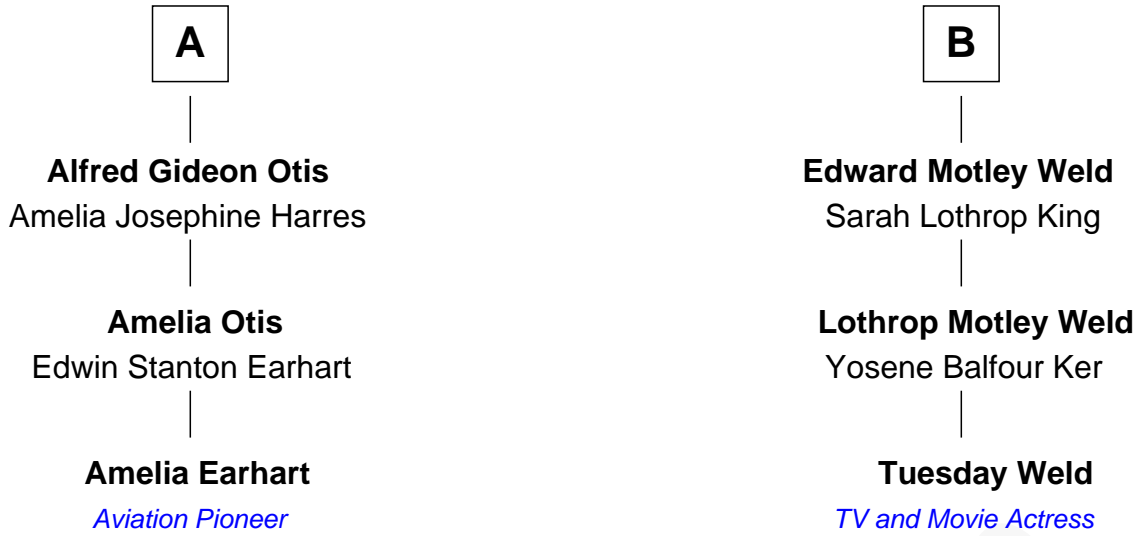 A
Alfred Gideon Otis
Amelia Josephine Harres
Amelia Otis
Edwin Stanton Earhart
Amelia Earhart
Aviation Pioneer
B
Edward Motley Weld
Sarah Lothrop King
Lothrop Motley Weld
Yosene Balfour Ker
Tuesday Weld
TV and Movie Actress